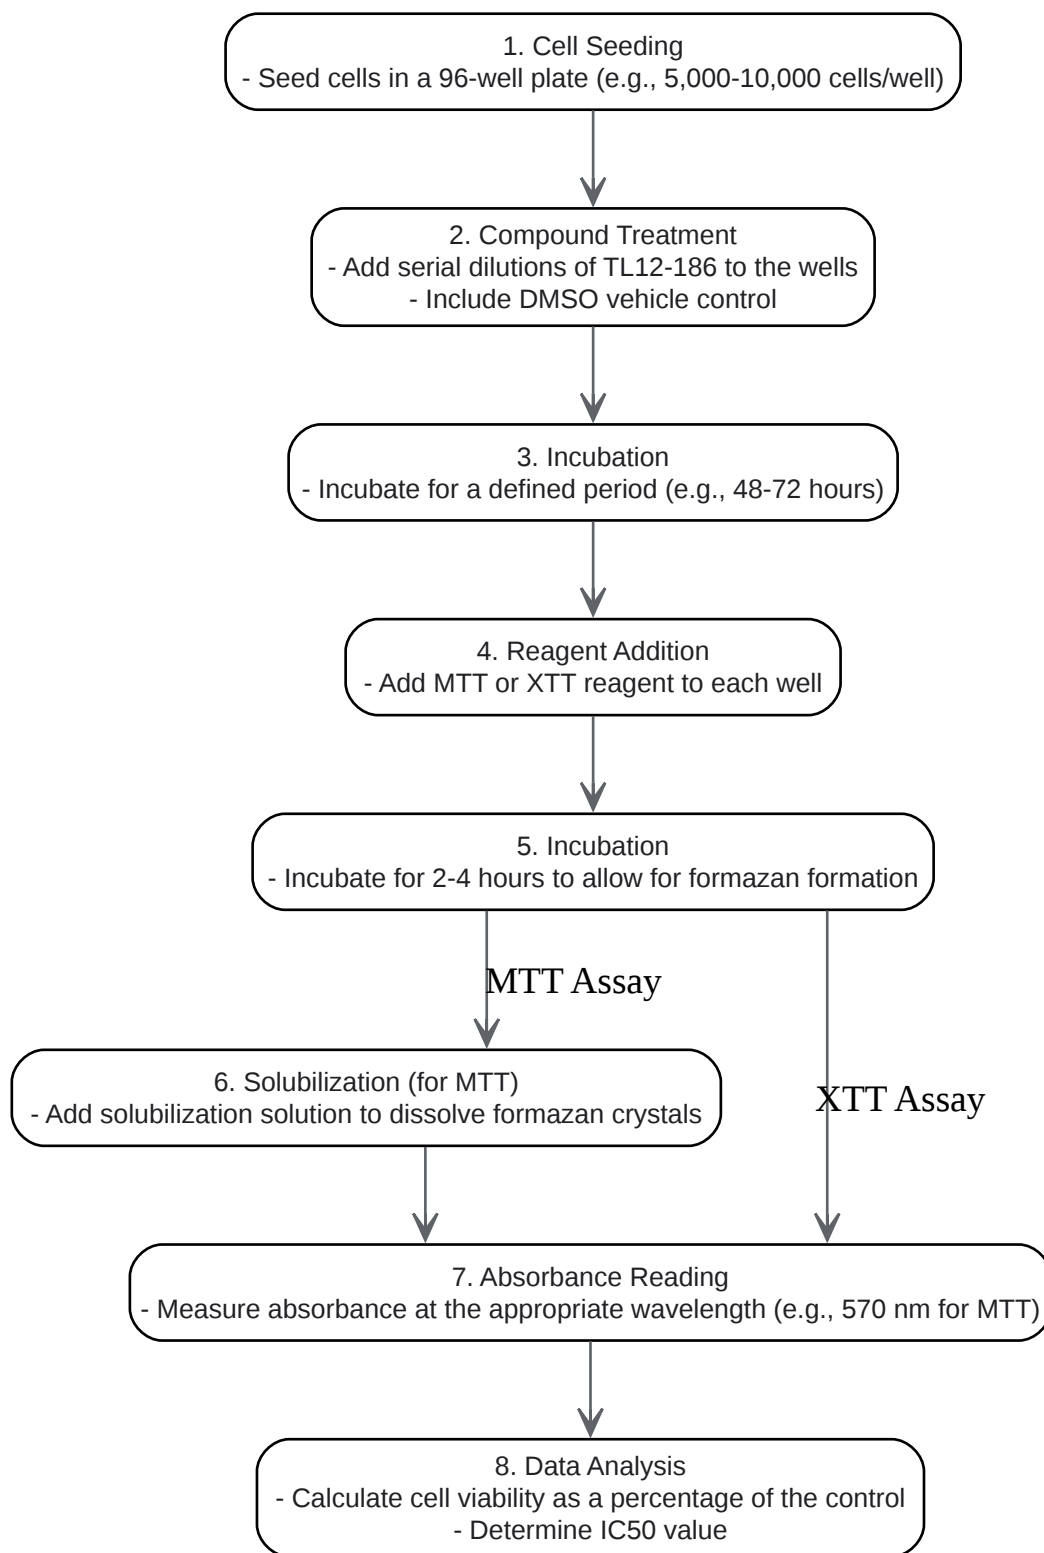 1. Cell Seeding
- Seed cells in a 96-well plate (e.g., 5,000-10,000 cells/well)
2. Compound Treatment
- Add serial dilutions of TL12-186 to the wells
- Include DMSO vehicle control
3. Incubation
- Incubate for a defined period (e.g., 48-72 hours)
4. Reagent Addition
- Add MTT or XTT reagent to each well
5. Incubation
- Incubate for 2-4 hours to allow for formazan formation
MTT Assay
6. Solubilization (for MTT)
- Add solubilization solution to dissolve formazan crystals
XTT Assay
7. Absorbance Reading
- Measure absorbance at the appropriate wavelength (e.g., 570 nm for MTT)
8. Data Analysis
- Calculate cell viability as a percentage of the control
- Determine IC50 value